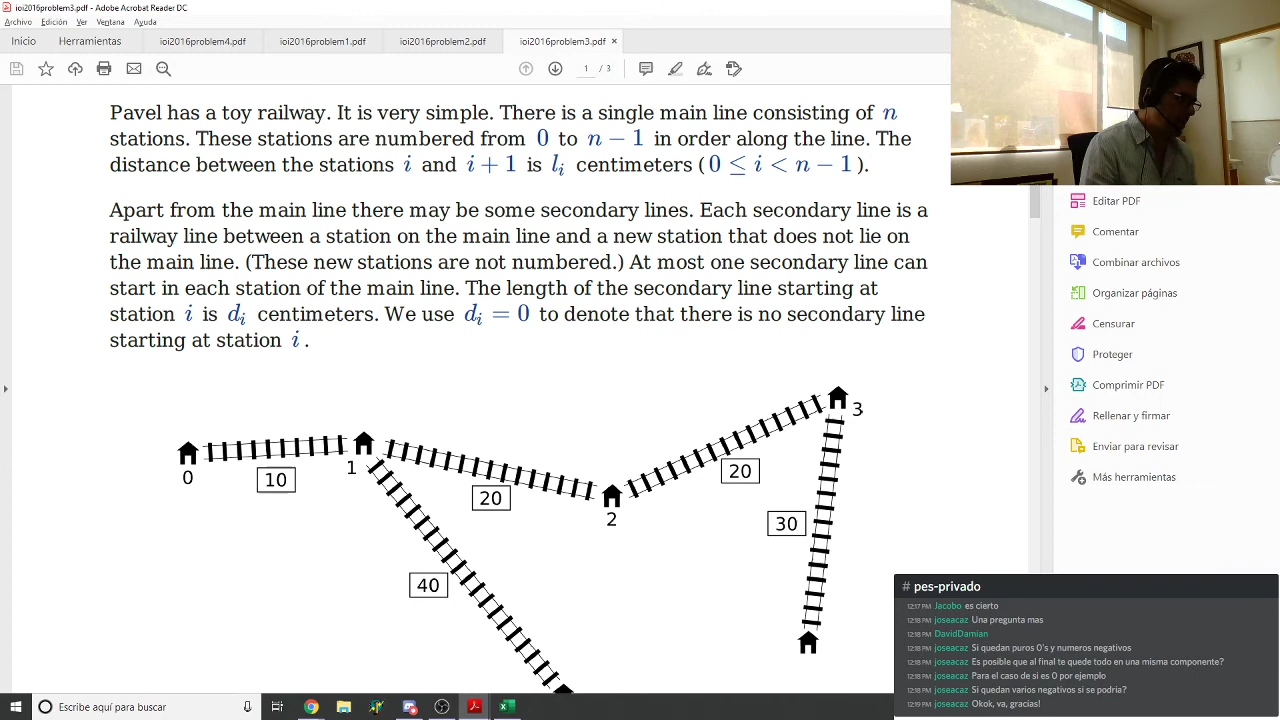 ioi2016problem3.pdf - Adobe Acrobat Reader DC
Archivo Edición Ver Ventana Ayuda
Inicio Herramientas ioi2016problem4.pdf ioi2016problem1.pdf ioi2016problem2.pdf ioi2016problem3.pdf ×
1 / 3
Pavel has a toy railway. It is very simple. There is a single main line consisting of n
stations. These stations are numbered from 0 to n − 1 in order along the line. The
distance between the stations i and i + 1 is lᵢ centimeters (0 ≤ i < n − 1).
Apart from the main line there may be some secondary lines. Each secondary line is a
railway line between a station on the main line and a new station that does not lie on
the main line. (These new stations are not numbered.) At most one secondary line can
start in each station of the main line. The length of the secondary line starting at
station i is dᵢ centimeters. We use dᵢ = 0 to denote that there is no secondary line
starting at station i.
3
1
0
10
20
20
2
30
40
Editar PDF
Comentar
Combinar archivos
Organizar páginas
Censurar
Proteger
Comprimir PDF
Rellenar y firmar
Enviar para revisar
Más herramientas
# pes-privado
12:17 PM Jacobo es cierto
12:18 PM joseacaz Una pregunta mas
12:18 PM DavidDamian
12:18 PM joseacaz Si quedan puros 0's y numeros negativos
12:18 PM joseacaz Es posible que al final te quede todo en una misma componente?
12:18 PM joseacaz Para el caso de si es 0 por ejemplo
12:18 PM joseacaz Si quedan varios negativos si se podria?
12:19 PM joseacaz Okok, va, gracias!
Escribe aquí para buscar